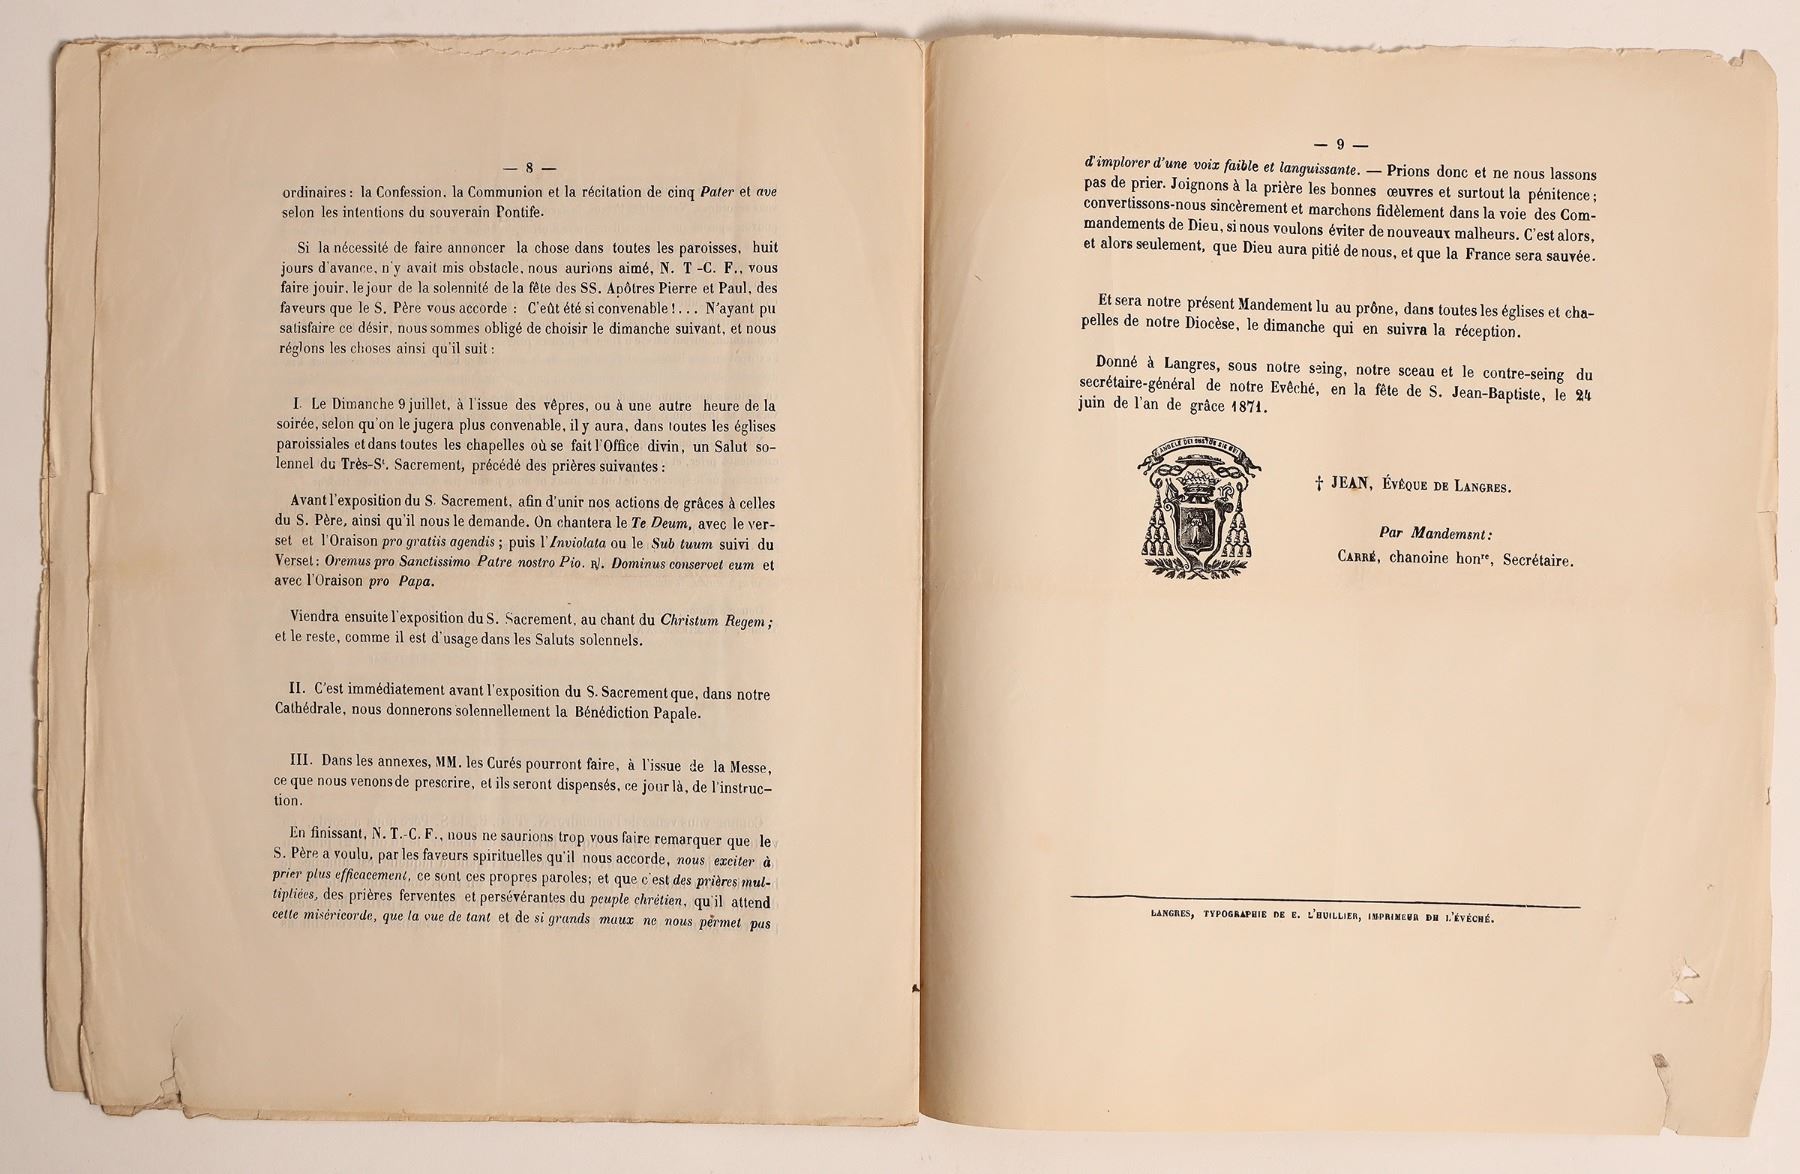 — 8 —
ordinaires : la Confession, la Communion et la récitation de cinq Pater et ave
selon les intentions du souverain Pontife.
Si la nécessité de faire annoncer la chose dans toutes les paroisses, huit
jours d'avance, n'y avait mis obstacle, nous aurions aimé, N. T-C. F., vous
faire jouir, le jour de la solennité de la fête des SS. Apôtres Pierre et Paul, des
faveurs que le S. Père vous accorde : C'eût été si convenable !... N'ayant pu
satisfaire ce désir, nous sommes obligé de choisir le dimanche suivant, et nous
réglons les choses ainsi qu'il suit :
I. Le Dimanche 9 juillet, à l'issue des vêpres, ou à une autre heure de la
soirée, selon qu'on le jugera plus convenable, il y aura, dans toutes les églises
paroissiales et dans toutes les chapelles où se fait l'Office divin, un Salut so-
lennel du Très-St. Sacrement, précédé des prières suivantes :
Avant l'exposition du S. Sacrement, afin d'unir nos actions de grâces à celles
du S. Père, ainsi qu'il nous le demande. On chantera le Te Deum, avec le ver-
set et l'Oraison pro gratiis agendis ; puis l'Inviolata ou le Sub tuum suivi du
Verset : Oremus pro Sanctissimo Patre nostro Pio. ℟. Dominus conservet eum et
avec l'Oraison pro Papa.
Viendra ensuite l'exposition du S. Sacrement, au chant du Christum Regem ;
et le reste, comme il est d'usage dans les Saluts solennels.
II. C'est immédiatement avant l'exposition du S. Sacrement que, dans notre
Cathédrale, nous donnerons solennellement la Bénédiction Papale.
III. Dans les annexes, MM. les Curés pourront faire, à l'issue de la Messe,
ce que nous venons de prescrire, et ils seront dispensés, ce jour là, de l'instruc-
tion.
En finissant, N. T.-C. F., nous ne saurions trop vous faire remarquer que le
S. Père a voulu, par les faveurs spirituelles qu'il nous accorde, nous exciter à
prier plus efficacement, ce sont ces propres paroles; et que c'est des prières mul-
tipliées, des prières ferventes et persévérantes du peuple chrétien, qu'il attend
cette miséricorde, que la vue de tant et de si grands maux ne nous permet pas
— 9 —
d'implorer d'une voix faible et languissante. — Prions donc et ne nous lassons
pas de prier. Joignons à la prière les bonnes œuvres et surtout la pénitence ;
convertissons-nous sincèrement et marchons fidèlement dans la voie des Com-
mandements de Dieu, si nous voulons éviter de nouveaux malheurs. C'est alors,
et alors seulement, que Dieu aura pitié de nous, et que la France sera sauvée.
Et sera notre présent Mandement lu au prône, dans toutes les églises et cha-
pelles de notre Diocèse, le dimanche qui en suivra la réception.
Donné à Langres, sous notre seing, notre sceau et le contre-seing du
secrétaire-général de notre Evêché, en la fête de S. Jean-Baptiste, le 24
juin de l'an de grâce 1871.
ANGELE DEI CUSTOS
† JEAN, ÉVÊQUE DE LANGRES.
Par Mandemsnt :
CARRÉ, chanoine honre, Secrétaire.
LANGRES, TYPOGRAPHIE DE E. L'HUILLIER, IMPRIMEUR DE L'ÉVÊCHÉ.